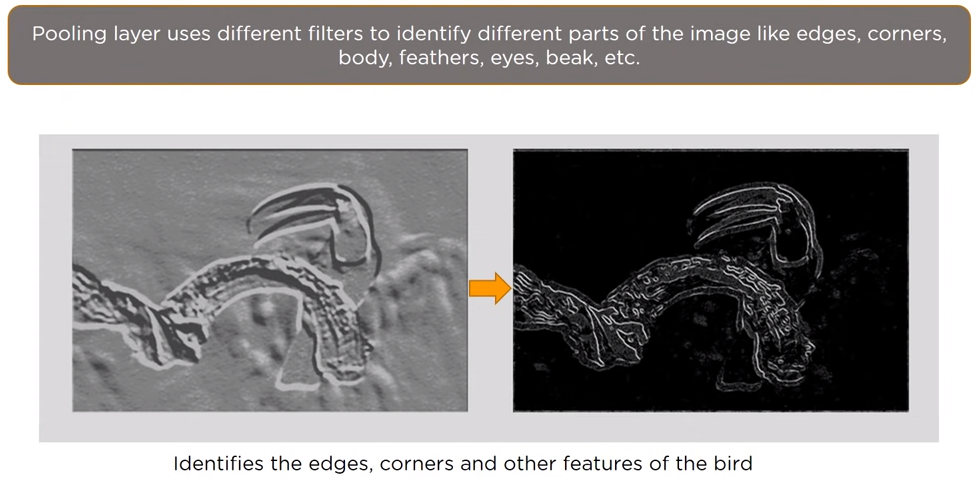 Pooling layer uses different filters to identify different parts of the image like edges, corners,
body, feathers, eyes, beak, etc.
Identifies the edges, corners and other features of the bird